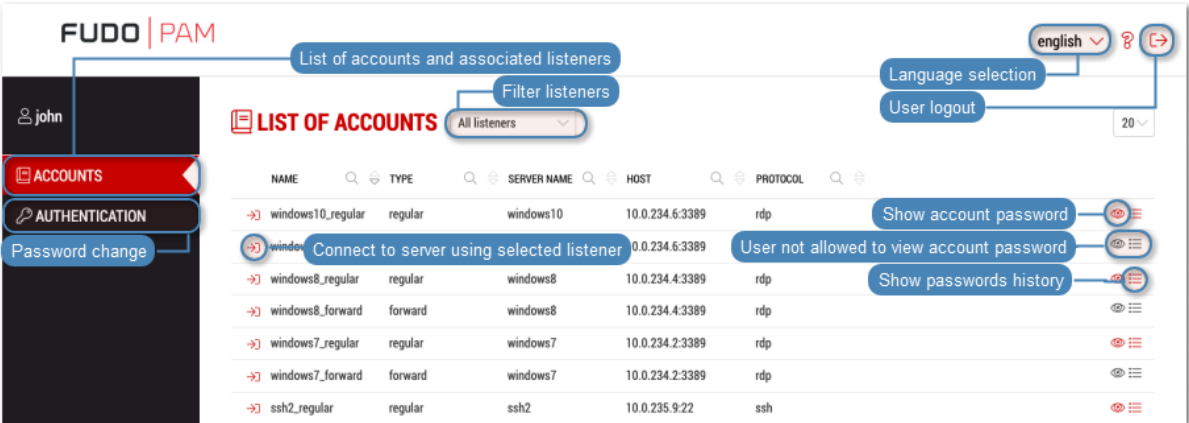 FUDO | PAM
english
List of accounts and associated listeners
Language selection
Filter listeners
User logout
john
LIST OF ACCOUNTS
All listeners
20
ACCOUNTS
NAME TYPE SERVER NAME HOST PROTOCOL
AUTHENTICATION
windows10_regular regular windows10 10.0.234.6:3389 rdp
Show account password
Password change
Connect to server using selected listener
0.0.234.6:3389
User not allowed to view account password
windows8_regular regular windows8 10.0.234.4:3389 rdp
Show passwords history
windows8_forward forward windows8 10.0.234.4:3389 rdp
windows7_regular regular windows7 10.0.234.2:3389 rdp
windows7_forward forward windows7 10.0.234.2:3389 rdp
ssh2_regular regular ssh2 10.0.235.9:22 ssh